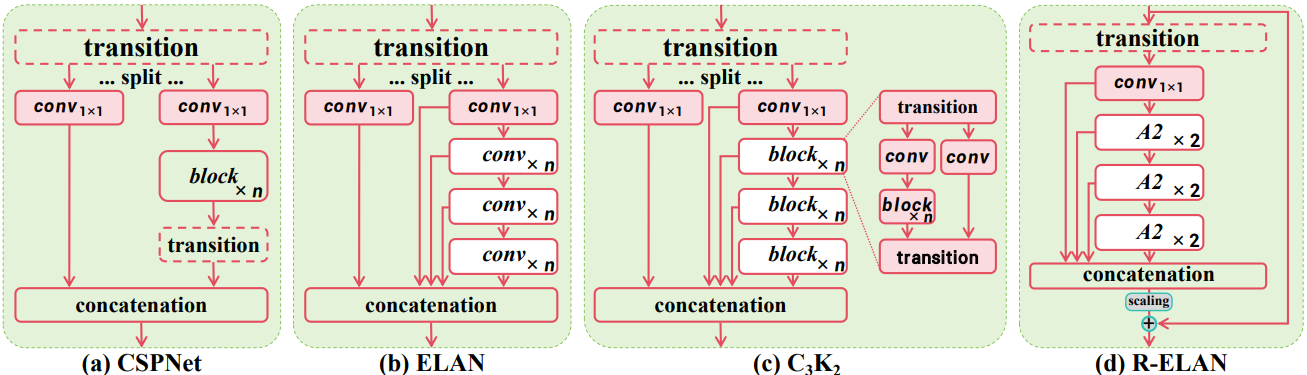 transition
... split ...
conv1×1
conv1×1
block × n
transition
concatenation
(a) CSPNet
transition
... split ...
conv1×1
conv1×1
conv × n
conv × n
conv × n
concatenation
(b) ELAN
transition
... split ...
conv1×1
conv1×1
block × n
block × n
block × n
concatenation
transition
conv
conv
block × n
transition
(c) C3K2
transition
conv1×1
A2 × 2
A2 × 2
A2 × 2
concatenation
scaling
+
(d) R-ELAN